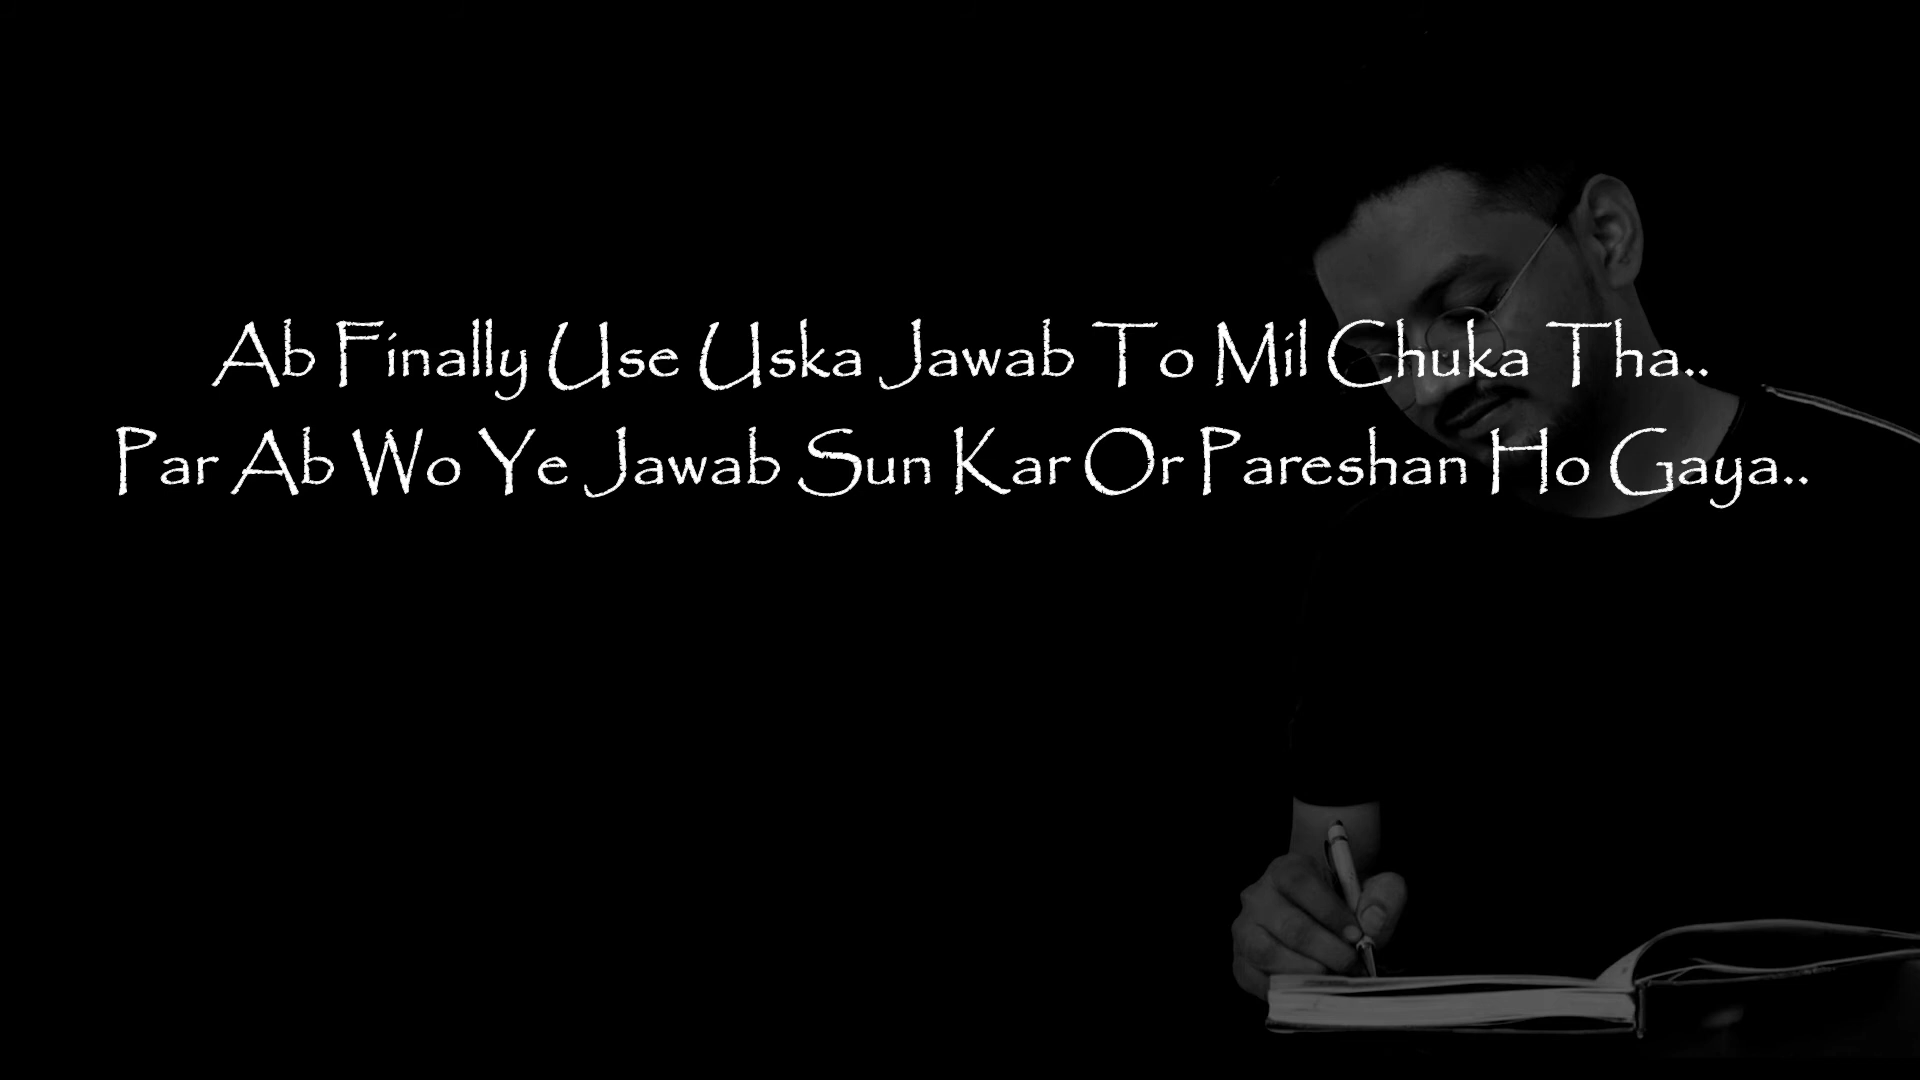 Ab Finally Use Uska Jawab To Mil Chuka Tha..
Par Ab Wo Ye Jawab Sun Kar Or Pareshan Ho Gaya..